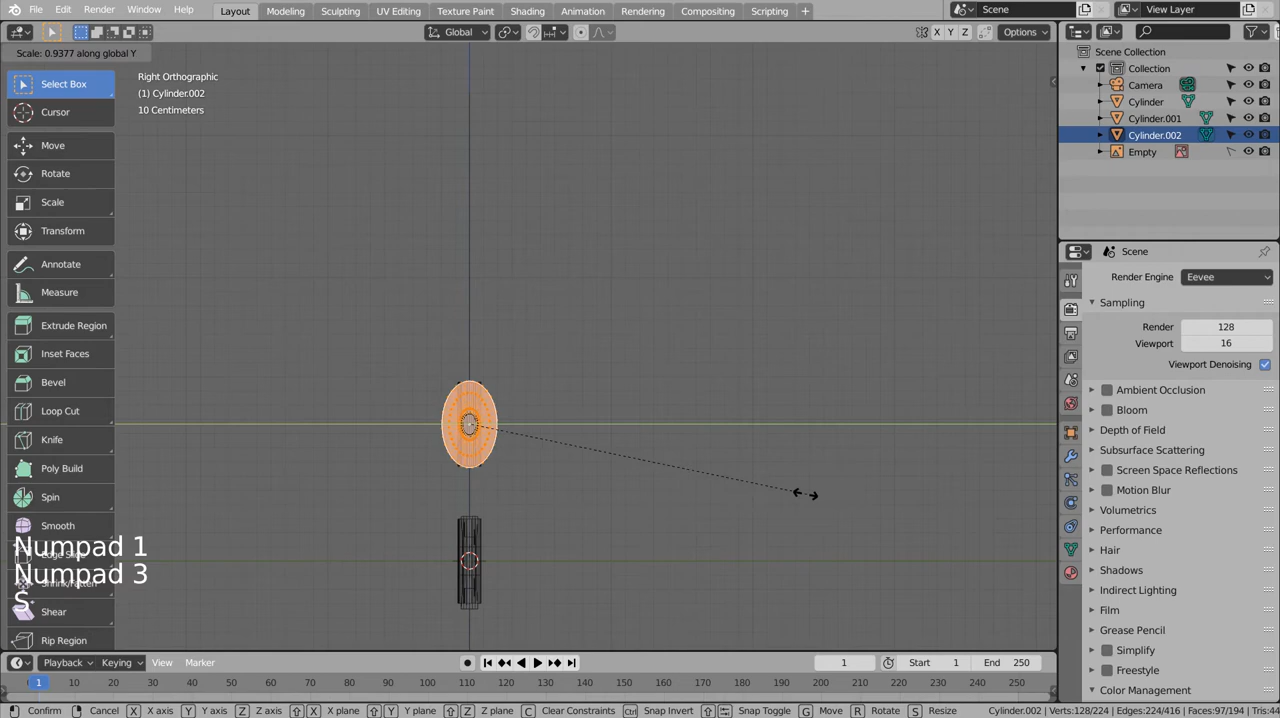 File Edit Render Window Help Layout Modeling Sculpting UV Editing Texture Paint Shading Animation Rendering Compositing Scripting + Scene View Layer
Global X Y Z Options
Scale: 0.9377 along global Y
Right Orthographic
(1) Cylinder.002
10 Centimeters
Select Box
Cursor
Move
Rotate
Scale
Transform
Annotate
Measure
Extrude Region
Inset Faces
Bevel
Loop Cut
Knife
Poly Build
Spin
Smooth
Shear
Rip Region
Numpad 1
Numpad 3
S
Scene Collection
Collection
Camera
Cylinder
Cylinder.001
Cylinder.002
Empty
Scene
Render Engine Eevee
Sampling
Render 128
Viewport 16
Viewport Denoising
Ambient Occlusion
Bloom
Depth of Field
Subsurface Scattering
Screen Space Reflections
Motion Blur
Volumetrics
Performance
Hair
Shadows
Indirect Lighting
Film
Grease Pencil
Simplify
Freestyle
Color Management
Playback Keying View Marker 1 Start 1 End 250
1 10 20 30 40 50 60 70 80 90 100 110 120 130 140 150 160 170 180 190 200 210 220 230 240 250
Confirm Cancel X X axis Y Y axis Z Z axis X X plane Y Y plane Z Z plane C Clear Constraints Ctrl Snap Invert Snap Toggle G Move R Rotate S Resize Cylinder.002 | Verts:128/224 | Edges:224/416 | Faces:97/194 | Tris:44